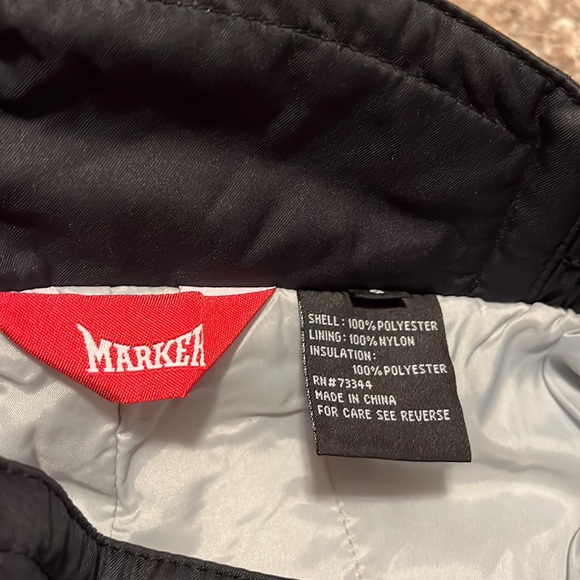 MARKER
SHELL: 100% POLYESTER
LINING: 100% NYLON
INSULATION:
100% POLYESTER
RN#73344
MADE IN CHINA
FOR CARE SEE REVERSE